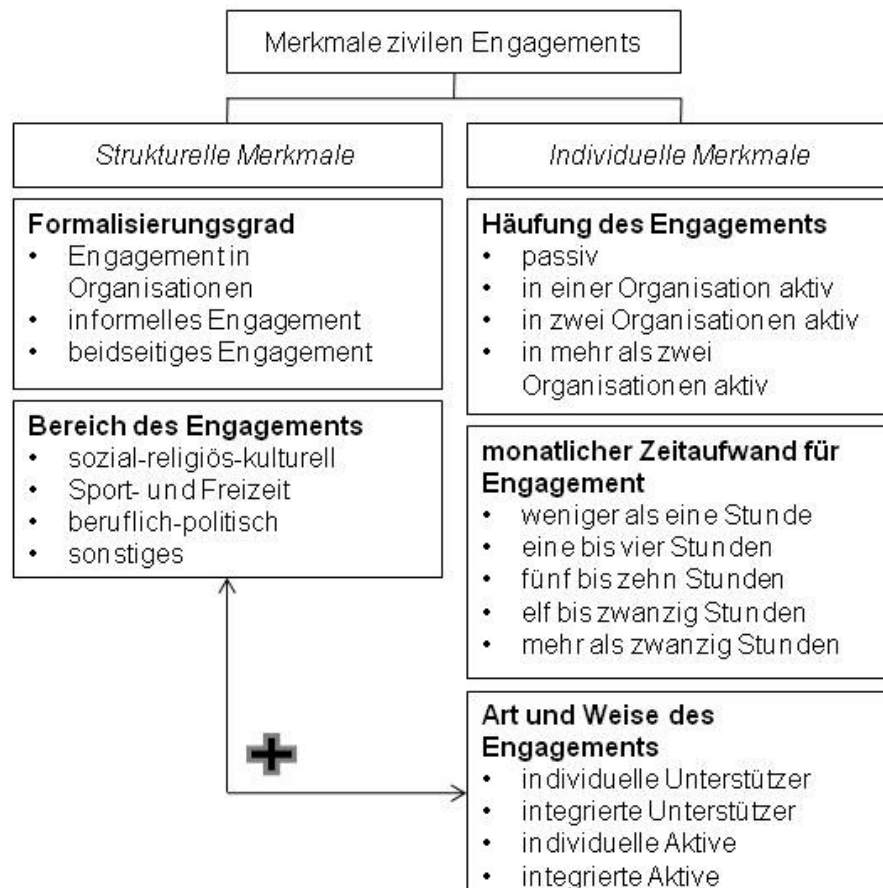 Merkmale zivilen Engagements
Strukturelle Merkmale
Formalisierungsgrad
• Engagement in
Organisationen
• informelles Engagement
• beidseitiges Engagement
Bereich des Engagements
• sozial-religiös-kulturell
• Sport- und Freizeit
• beruflich-politisch
• sonstiges
Individuelle Merkmale
Häufung des Engagements
• passiv
• in einer Organisation aktiv
• in zwei Organisationen aktiv
• in mehr als zwei
Organisationen aktiv
monatlicher Zeitaufwand für
Engagement
• weniger als eine Stunde
• eine bis vier Stunden
• fünf bis zehn Stunden
• elf bis zwanzig Stunden
• mehr als zwanzig Stunden
Art und Weise des
Engagements
• individuelle Unterstützer
• integrierte Unterstützer
• individuelle Aktive
• integrierte Aktive